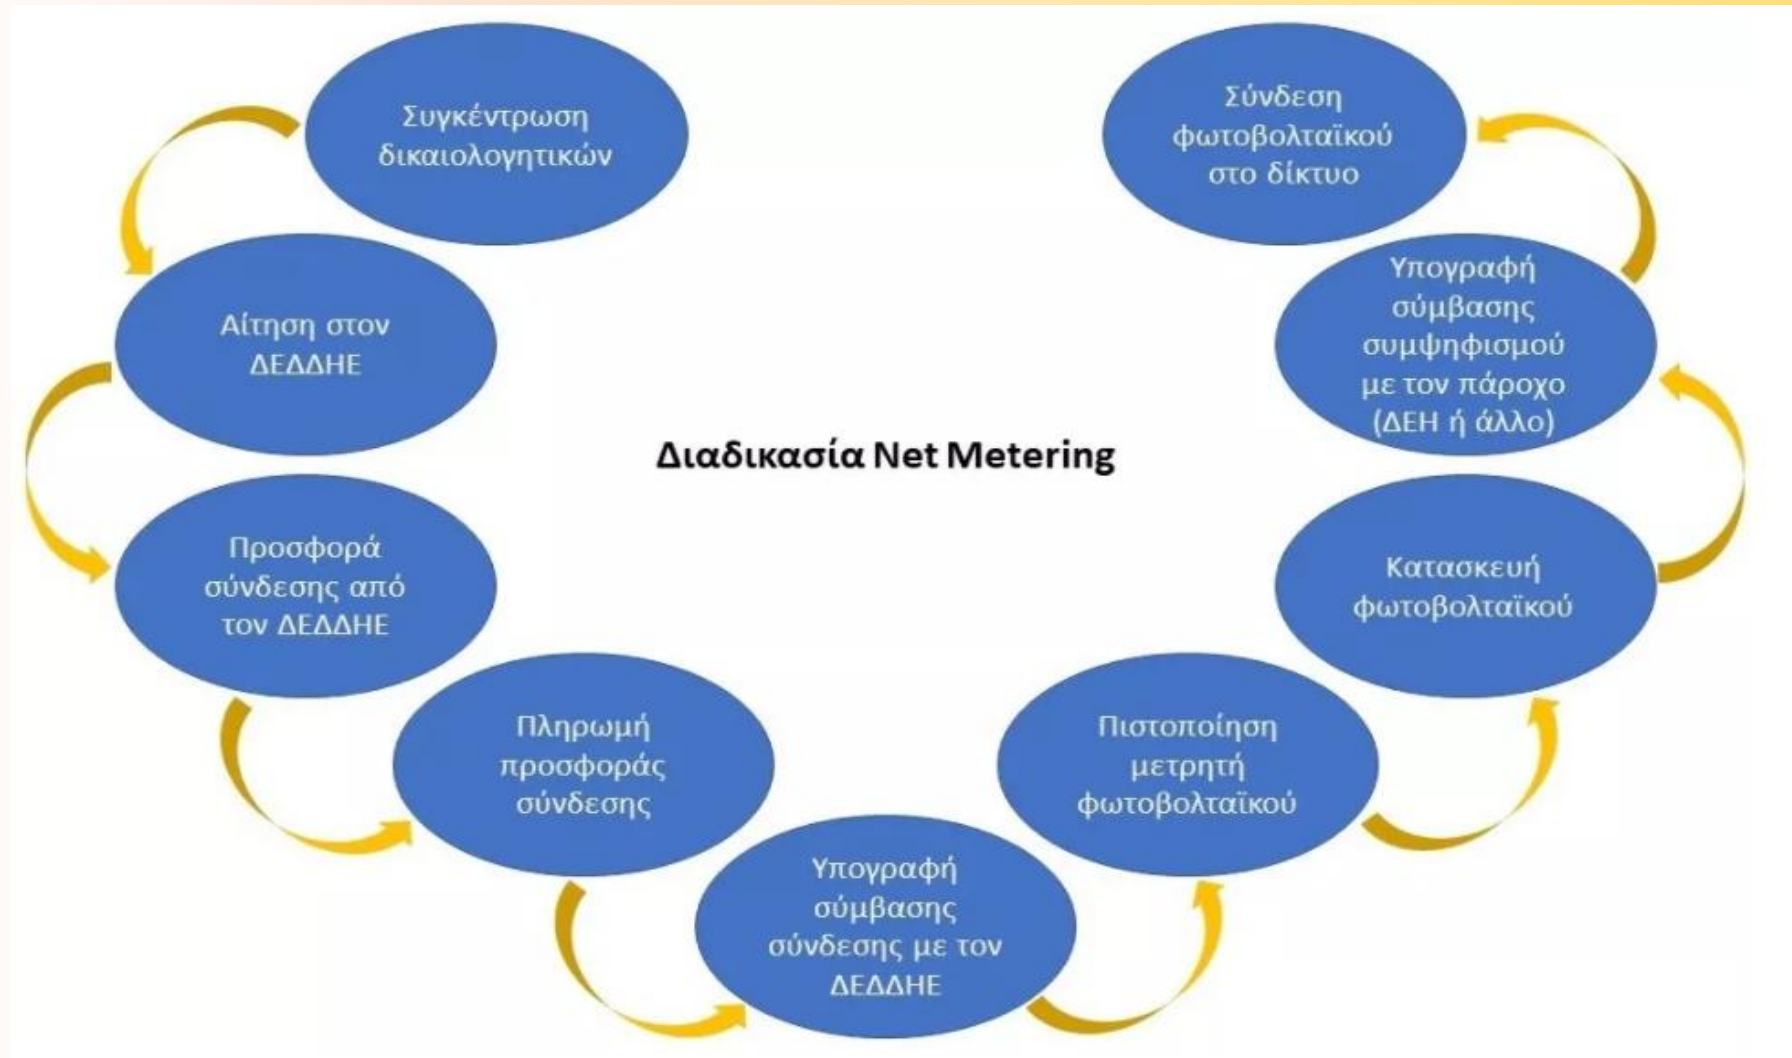 Συγκέντρωση
δικαιολογητικών
Αίτηση στον
ΔΕΔΔΗΕ
Προσφορά
σύνδεσης από
τον ΔΕΔΔΗΕ
Πληρωμή
προσφοράς
σύνδεσης
Υπογραφή
σύμβασης
σύνδεσης με τον
ΔΕΔΔΗΕ
Πιστοποίηση
μετρητή
φωτοβολταϊκού
Κατασκευή
φωτοβολταϊκού
Υπογραφή
σύμβασης
συμψηφισμού
με τον πάροχο
(ΔΕΗ ή άλλο)
Σύνδεση
φωτοβολταϊκού
στο δίκτυο
Διαδικασία Net Metering